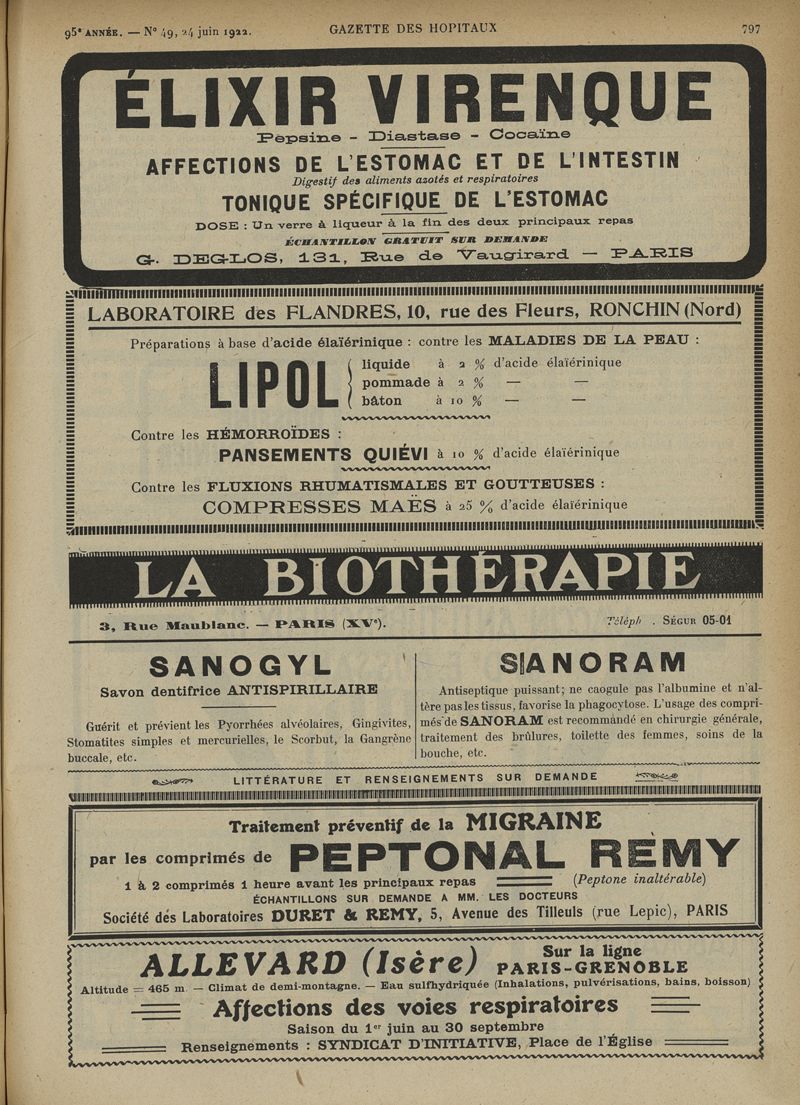 95e ANNÉE. — N° 49, 24 juin 1922. GAZETTE DES HOPITAUX 797
ÉLIXIR VIRENQUE
Pepsine - Diastase - Cocaïne
AFFECTIONS DE L'ESTOMAC ET DE L'INTESTIN
Digestif des aliments azotés et respiratoires
TONIQUE SPÉCIFIQUE DE L'ESTOMAC
DOSE : Un verre à liqueur à la fin des deux principaux repas
ÉCHANTILLON GRATUIT SUR DEMANDE
G. DEGLOS, 131, Rue de Vaugirard — PARIS
LABORATOIRE des FLANDRES, 10, rue des Fleurs, RONCHIN (Nord)
Préparations à base d'acide élaïérinique : contre les MALADIES DE LA PEAU :
LIPOL
liquide à 2 % d'acide élaïérinique
pommade à 2 % — —
bâton à 10 % — —
Contre les HÉMORROÏDES :
PANSEMENTS QUIÉVI à 10 % d'acide élaïérinique
Contre les FLUXIONS RHUMATISMALES ET GOUTTEUSES :
COMPRESSES MAËS à 25 % d'acide élaïérinique
LA BIOTHÉRAPIE
3, Rue Maublanc. — PARIS (XVe). Téléph . SÉGUR 05-01
SANOGYL
Savon dentifrice ANTISPIRILLAIRE
Guérit et prévient les Pyorrhées alvéolaires, Gingivites,
Stomatites simples et mercurielles, le Scorbut, la Gangrène
buccale, etc.
SANORAM
Antiseptique puissant; ne caogule pas l'albumine et n'al-
tère pas les tissus, favorise la phagocytose. L'usage des compri-
més de SANORAM est recommandé en chirurgie générale,
traitement des brûlures, toilette des femmes, soins de la
bouche, etc.
LITTÉRATURE ET RENSEIGNEMENTS SUR DEMANDE
Traitement préventif de la MIGRAINE
par les comprimés de PEPTONAL REMY
1 à 2 comprimés 1 heure avant les principaux repas (Peptone inaltérable)
ÉCHANTILLONS SUR DEMANDE A MM. LES DOCTEURS
Société des Laboratoires DURET & REMY, 5, Avenue des Tilleuls (rue Lepic), PARIS
ALLEVARD (Isère) Sur la ligne
PARIS-GRENOBLE
Altitude = 465 m — Climat de demi-montagne. — Eau sulfhydriquée (Inhalations, pulvérisations, bains, boisson)
Affections des voies respiratoires
Saison du 1er juin au 30 septembre
Renseignements : SYNDICAT D'INITIATIVE, Place de l'Église